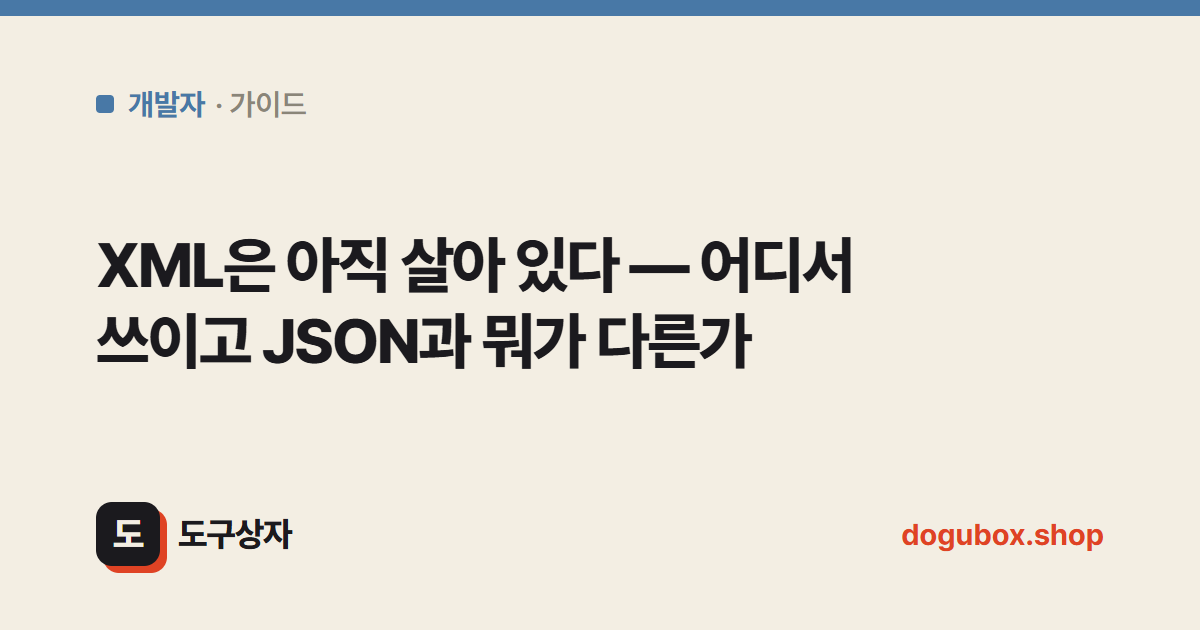 개발자 · 가이드
XML은 아직 살아 있다 — 어디서
쓰이고 JSON과 뭐가 다른가
도 도구상자
dogubox.shop